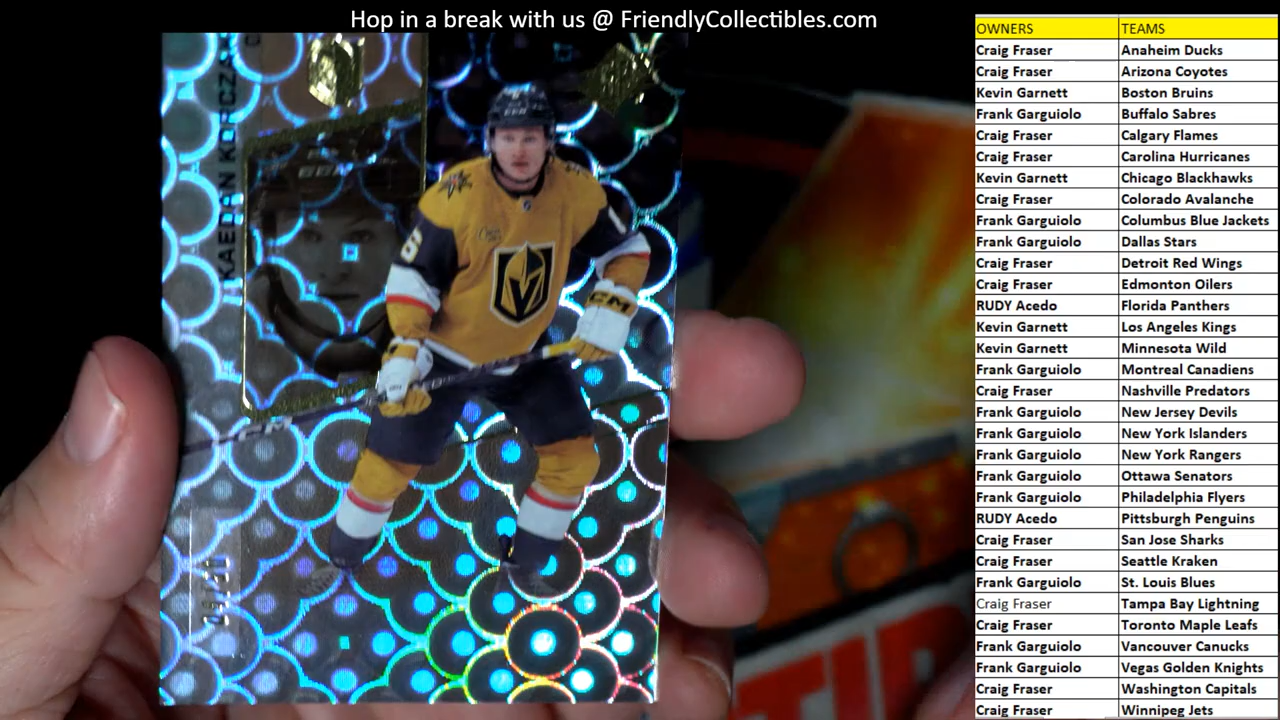 Hop in a break with us @ FriendlyCollectibles.com
KAEDAN KORCZAK
CCM
CCM
OWNERS TEAMS
Craig Fraser Anaheim Ducks
Craig Fraser Arizona Coyotes
Kevin Garnett Boston Bruins
Frank Garguiolo Buffalo Sabres
Craig Fraser Calgary Flames
Craig Fraser Carolina Hurricanes
Kevin Garnett Chicago Blackhawks
Craig Fraser Colorado Avalanche
Frank Garguiolo Columbus Blue Jackets
Frank Garguiolo Dallas Stars
Craig Fraser Detroit Red Wings
Craig Fraser Edmonton Oilers
RUDY Acedo Florida Panthers
Kevin Garnett Los Angeles Kings
Kevin Garnett Minnesota Wild
Frank Garguiolo Montreal Canadiens
Craig Fraser Nashville Predators
Frank Garguiolo New Jersey Devils
Frank Garguiolo New York Islanders
Frank Garguiolo New York Rangers
Frank Garguiolo Ottawa Senators
Frank Garguiolo Philadelphia Flyers
RUDY Acedo Pittsburgh Penguins
Craig Fraser San Jose Sharks
Craig Fraser Seattle Kraken
Frank Garguiolo St. Louis Blues
Craig Fraser Tampa Bay Lightning
Craig Fraser Toronto Maple Leafs
Frank Garguiolo Vancouver Canucks
Frank Garguiolo Vegas Golden Knights
Craig Fraser Washington Capitals
Craig Fraser Winnipeg Jets